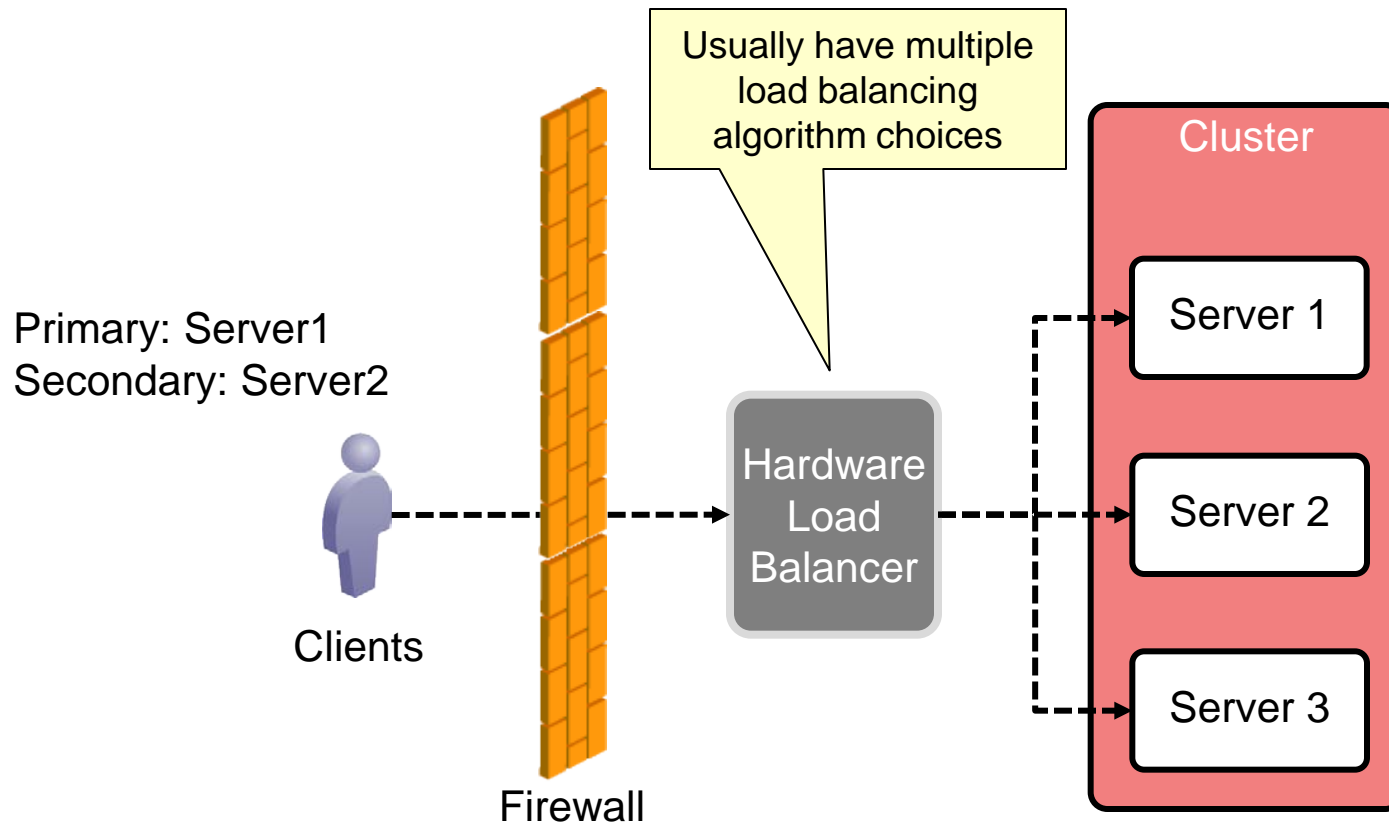 Usually have multiple
load balancing
algorithm choices
Cluster
Server 1
Primary: Server1
Secondary: Server2
Hardware
Load
Balancer
Server 2
Clients
Server 3
Firewall